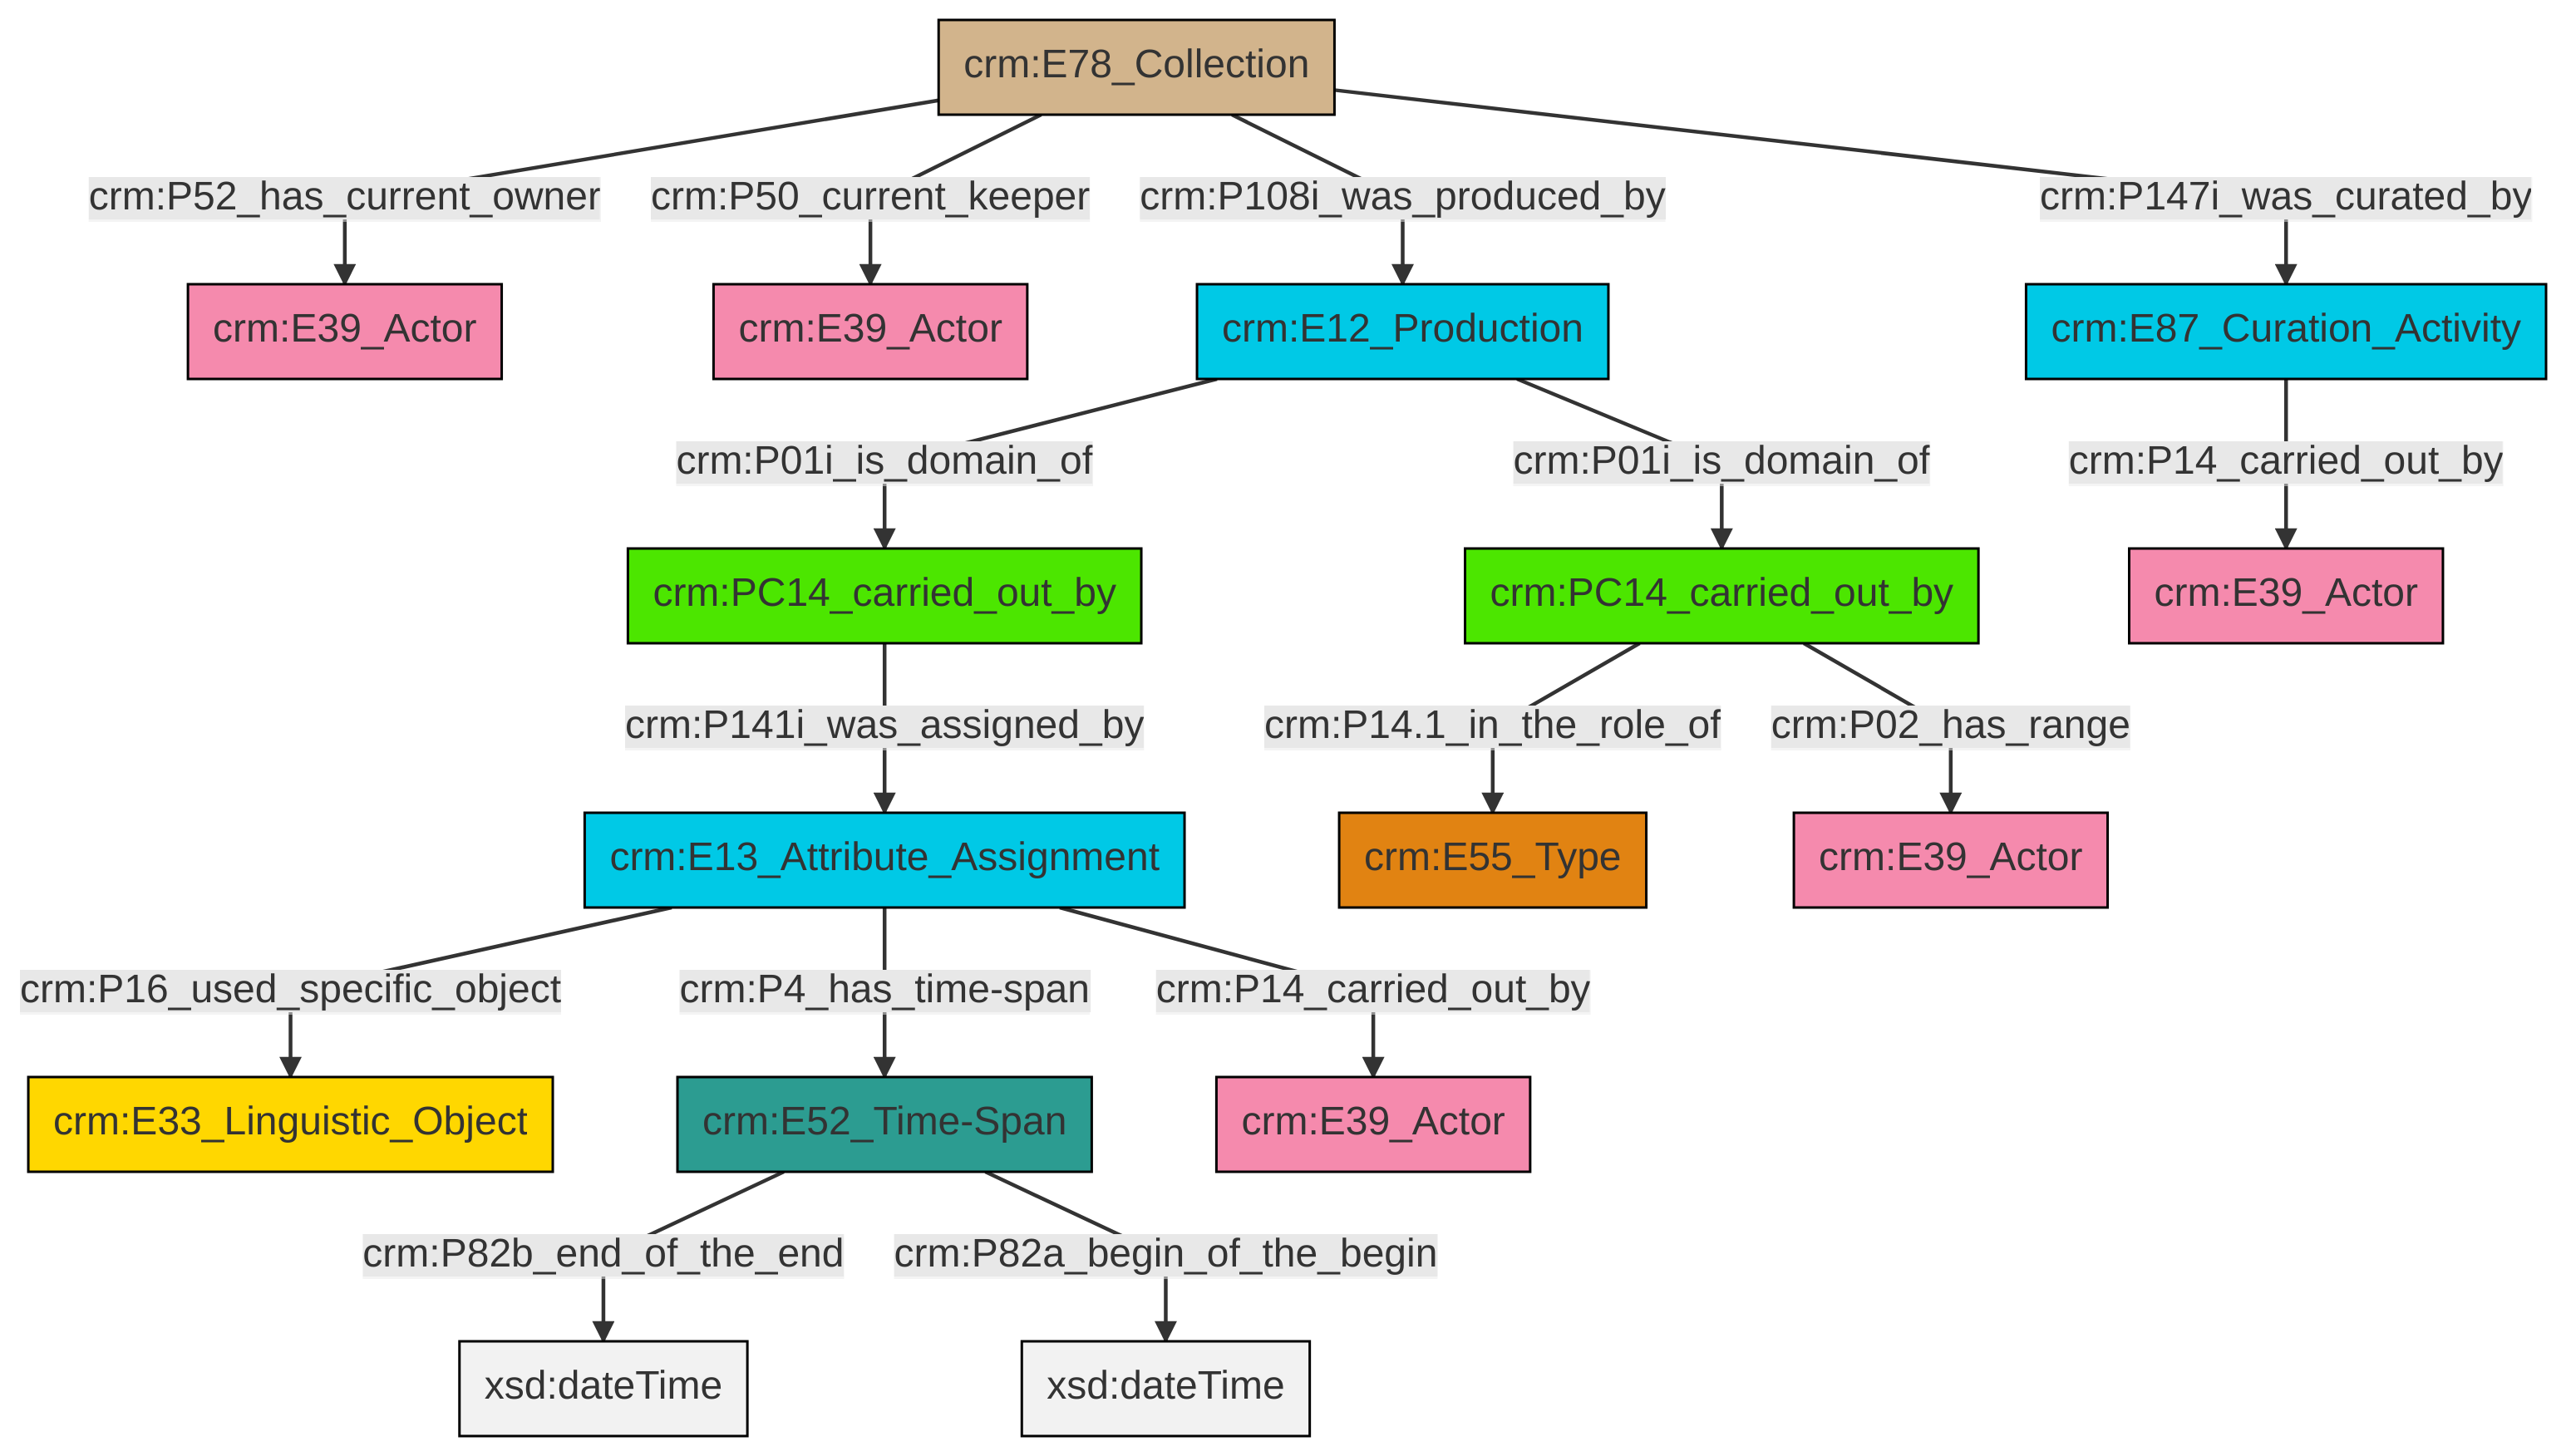 crm:E78_Collection
crm:P52_has_current_owner
crm:P50_current_keeper
crm:P108i_was_produced_by
crm:P147i_was_curated_by
crm:E39_Actor
crm:E39_Actor
crm:E12_Production
crm:E87_Curation_Activity
crm:P01i_is_domain_of
crm:P01i_is_domain_of
crm:P14_carried_out_by
crm:PC14_carried_out_by
crm:PC14_carried_out_by
crm:E39_Actor
crm:P141i_was_assigned_by
crm:P14.1_in_the_role_of
crm:P02_has_range
crm:E13_Attribute_Assignment
crm:E55_Type
crm:E39_Actor
crm:P16_used_specific_object
crm:P4_has_time-span
crm:P14_carried_out_by
crm:E33_Linguistic_Object
crm:E52_Time-Span
crm:E39_Actor
crm:P82b_end_of_the_end
crm:P82a_begin_of_the_begin
xsd:dateTime
xsd:dateTime